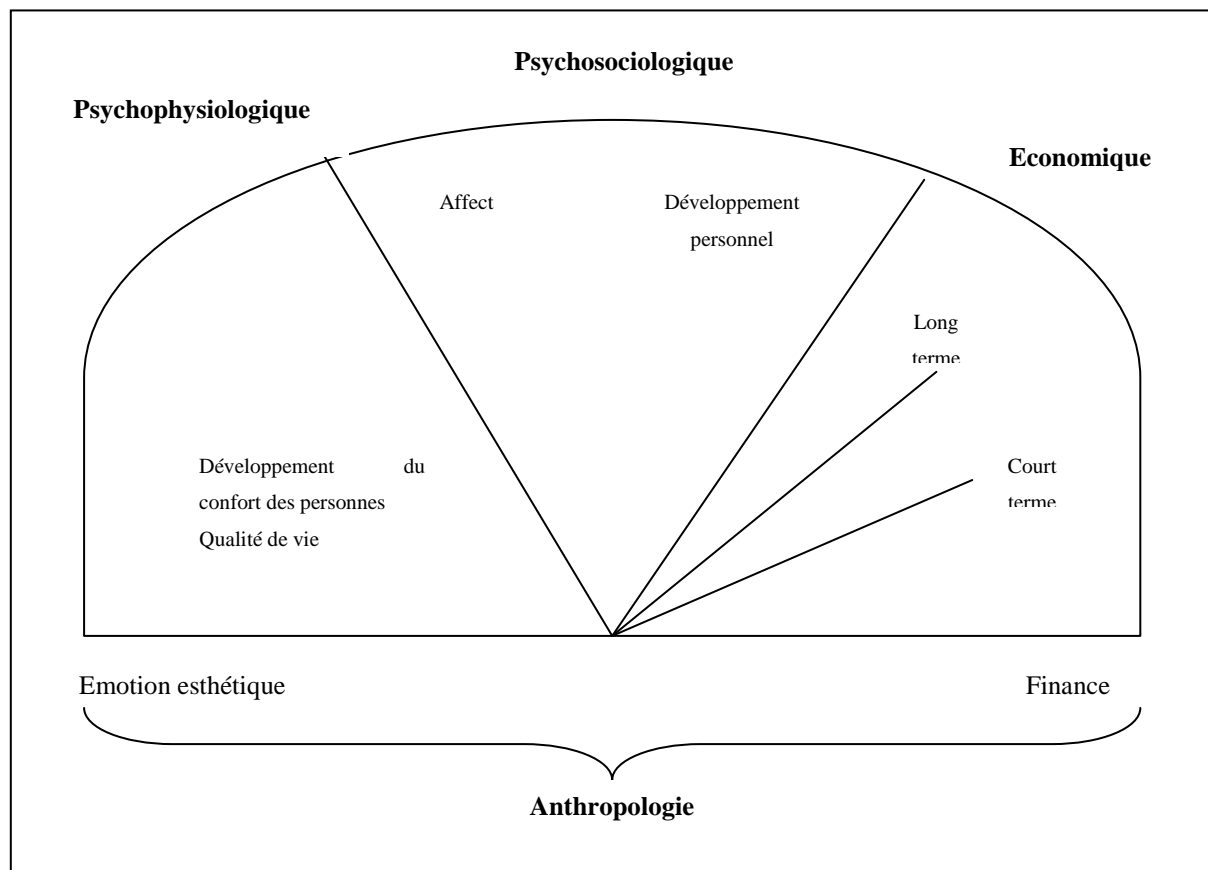 Psychosociologique
Psychophysiologique
Economique
Affect
Développement
personnel
Long
terme
Développement du
confort des personnes
Qualité de vie
Court
terme
Emotion esthétique
Finance
Anthropologie